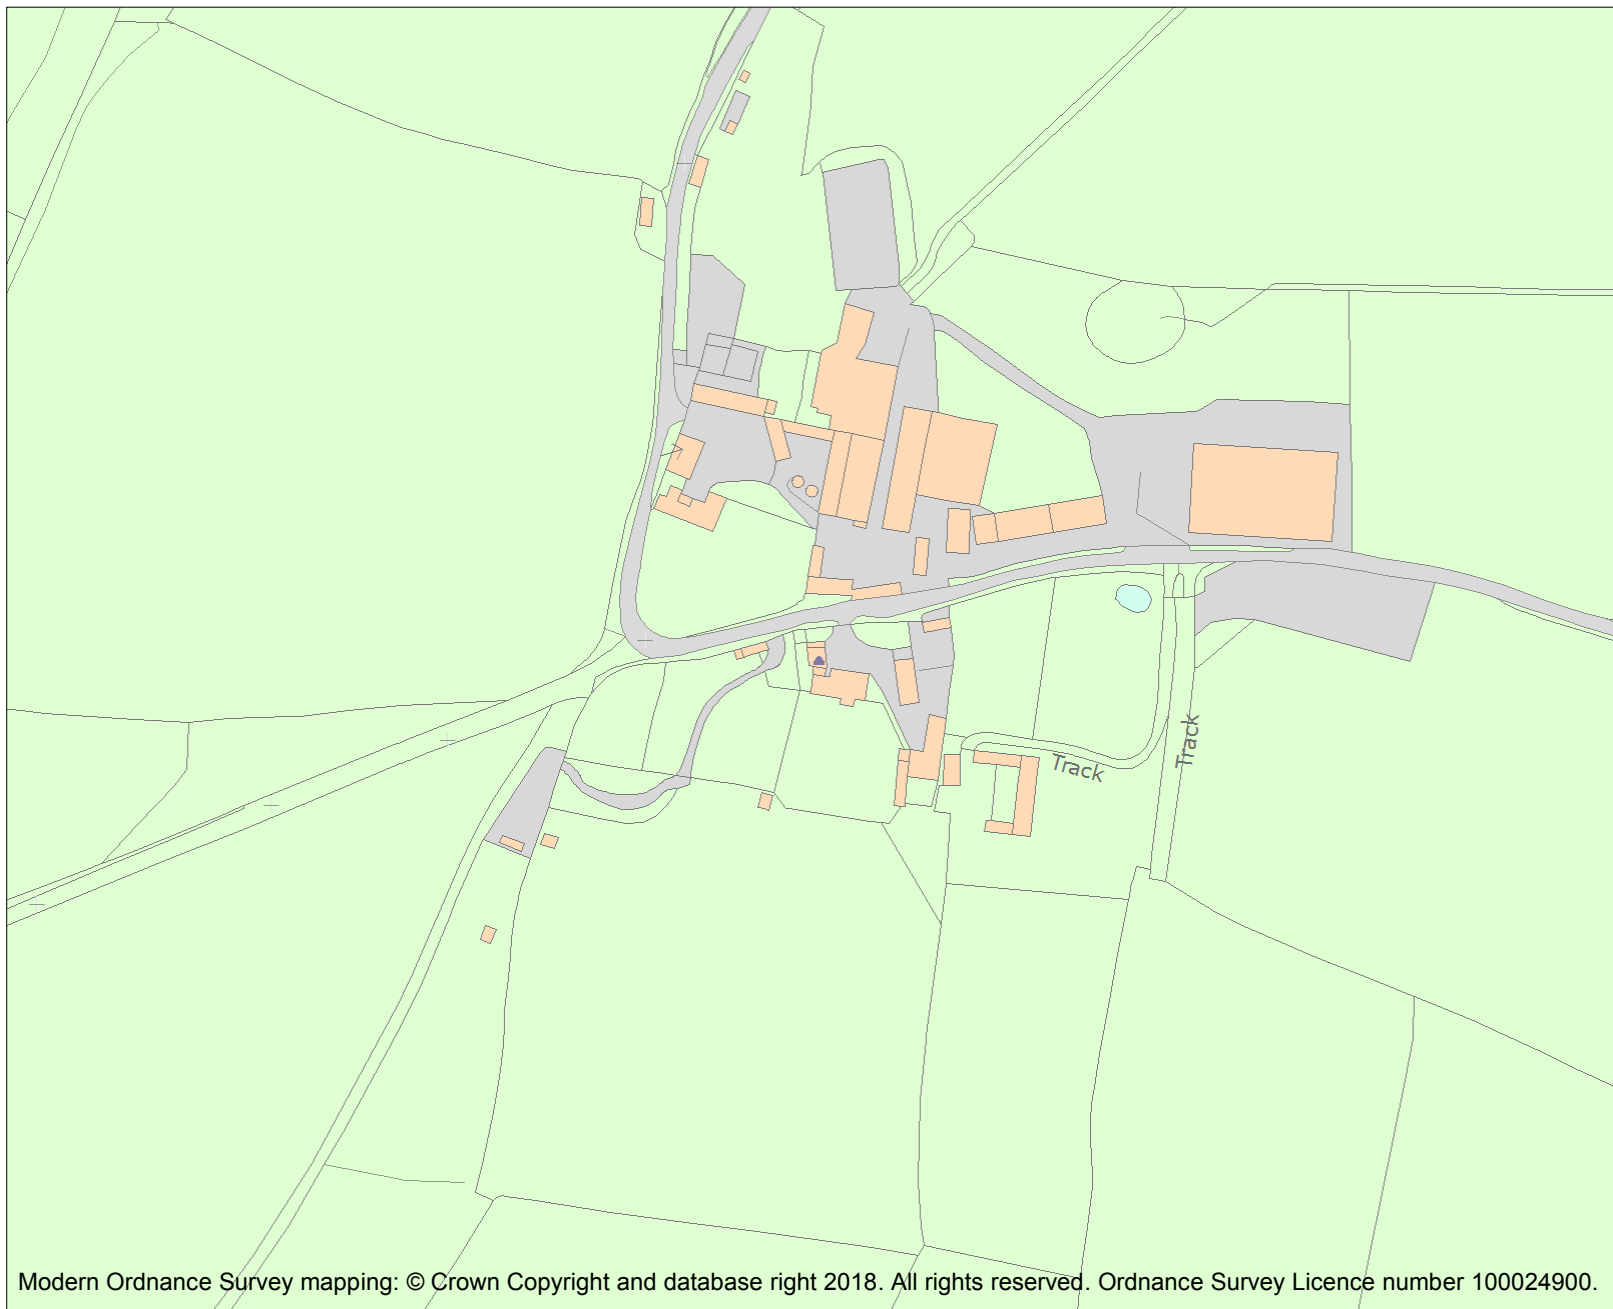 Track
Track
Modern Ordnance Survey mapping: © Crown Copyright and database right 2018. All rights reserved. Ordnance Survey Licence number 100024900.